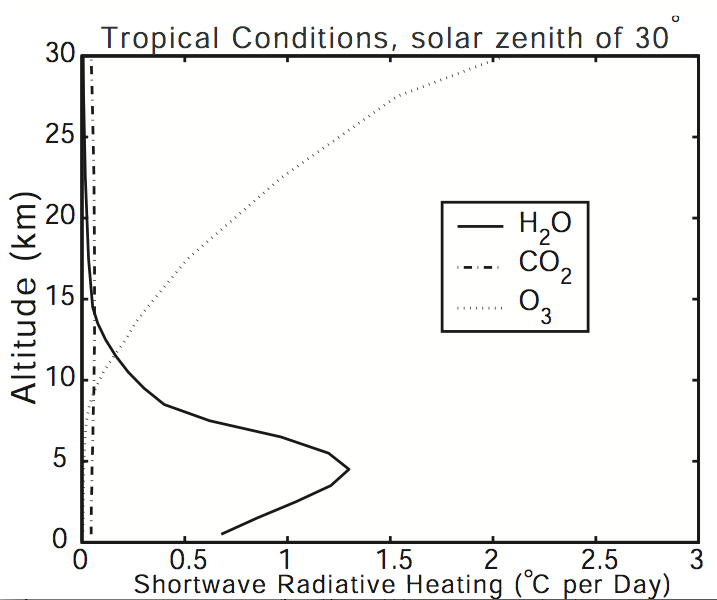 Tropical Conditions, solar zenith of 30°
30
25
20
15
10
5
0
Altitude (km)
H₂O
CO₂
O₃
0 0.5 1 1.5 2 2.5 3
Shortwave Radiative Heating (°C per Day)